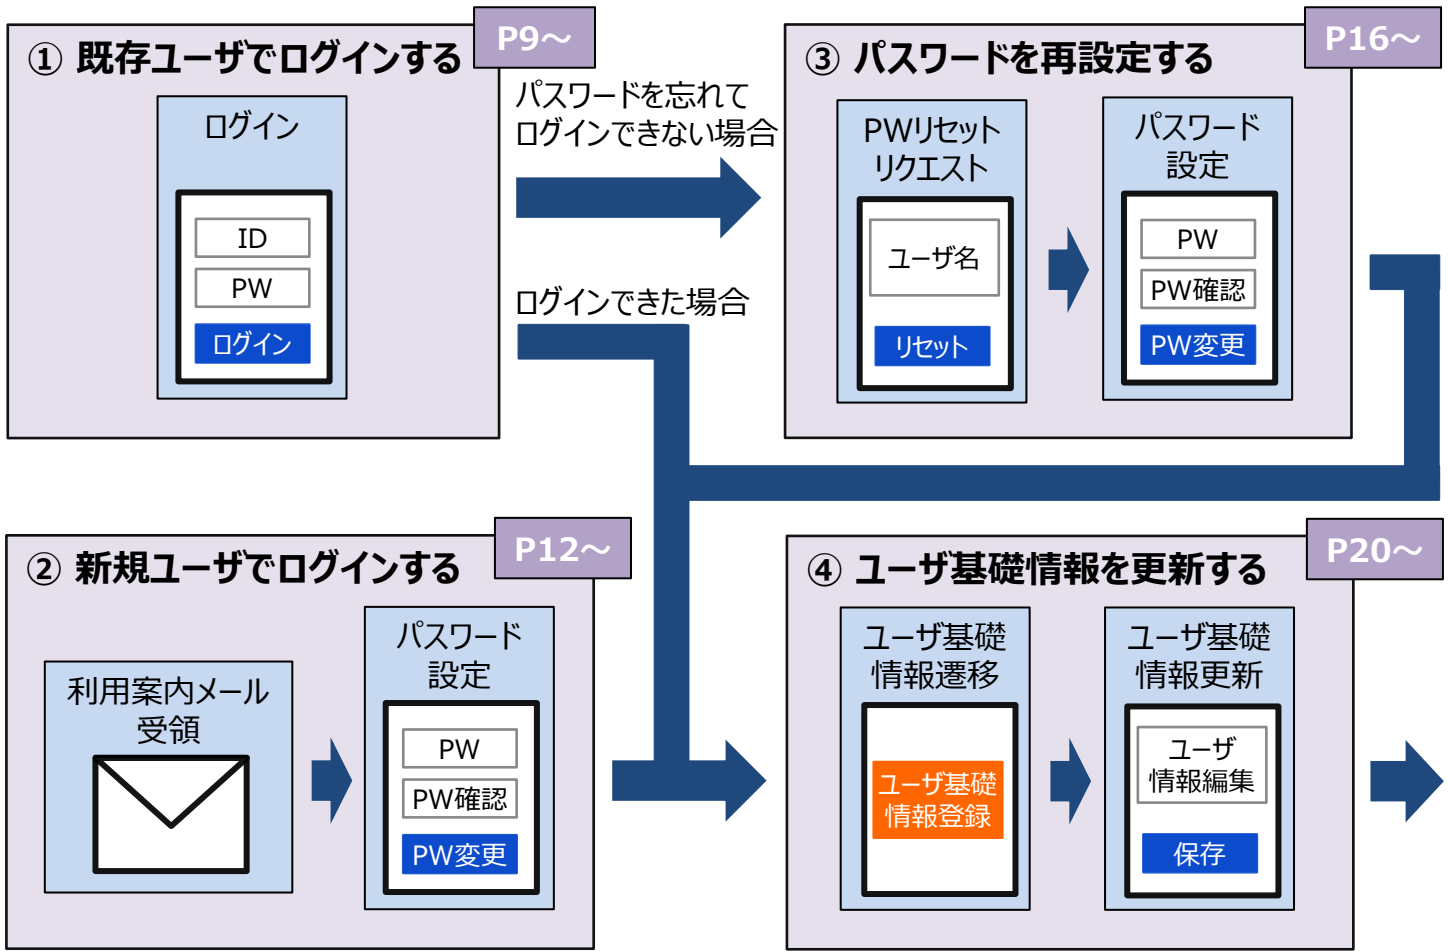 ① 既存ユーザでログインする
P9～
ログイン
ID
PW
ログイン
パスワードを忘れて
ログインできない場合
ログインできた場合
③ パスワードを再設定する
P16～
PWリセット
リクエスト
ユーザ名
リセット
パスワード
設定
PW
PW確認
PW変更
② 新規ユーザでログインする
P12～
利用案内メール
受領
パスワード
設定
PW
PW確認
PW変更
④ ユーザ基礎情報を更新する
P20～
ユーザ基礎
情報遷移
ユーザ基礎
情報登録
ユーザ基礎
情報更新
ユーザ
情報編集
保存